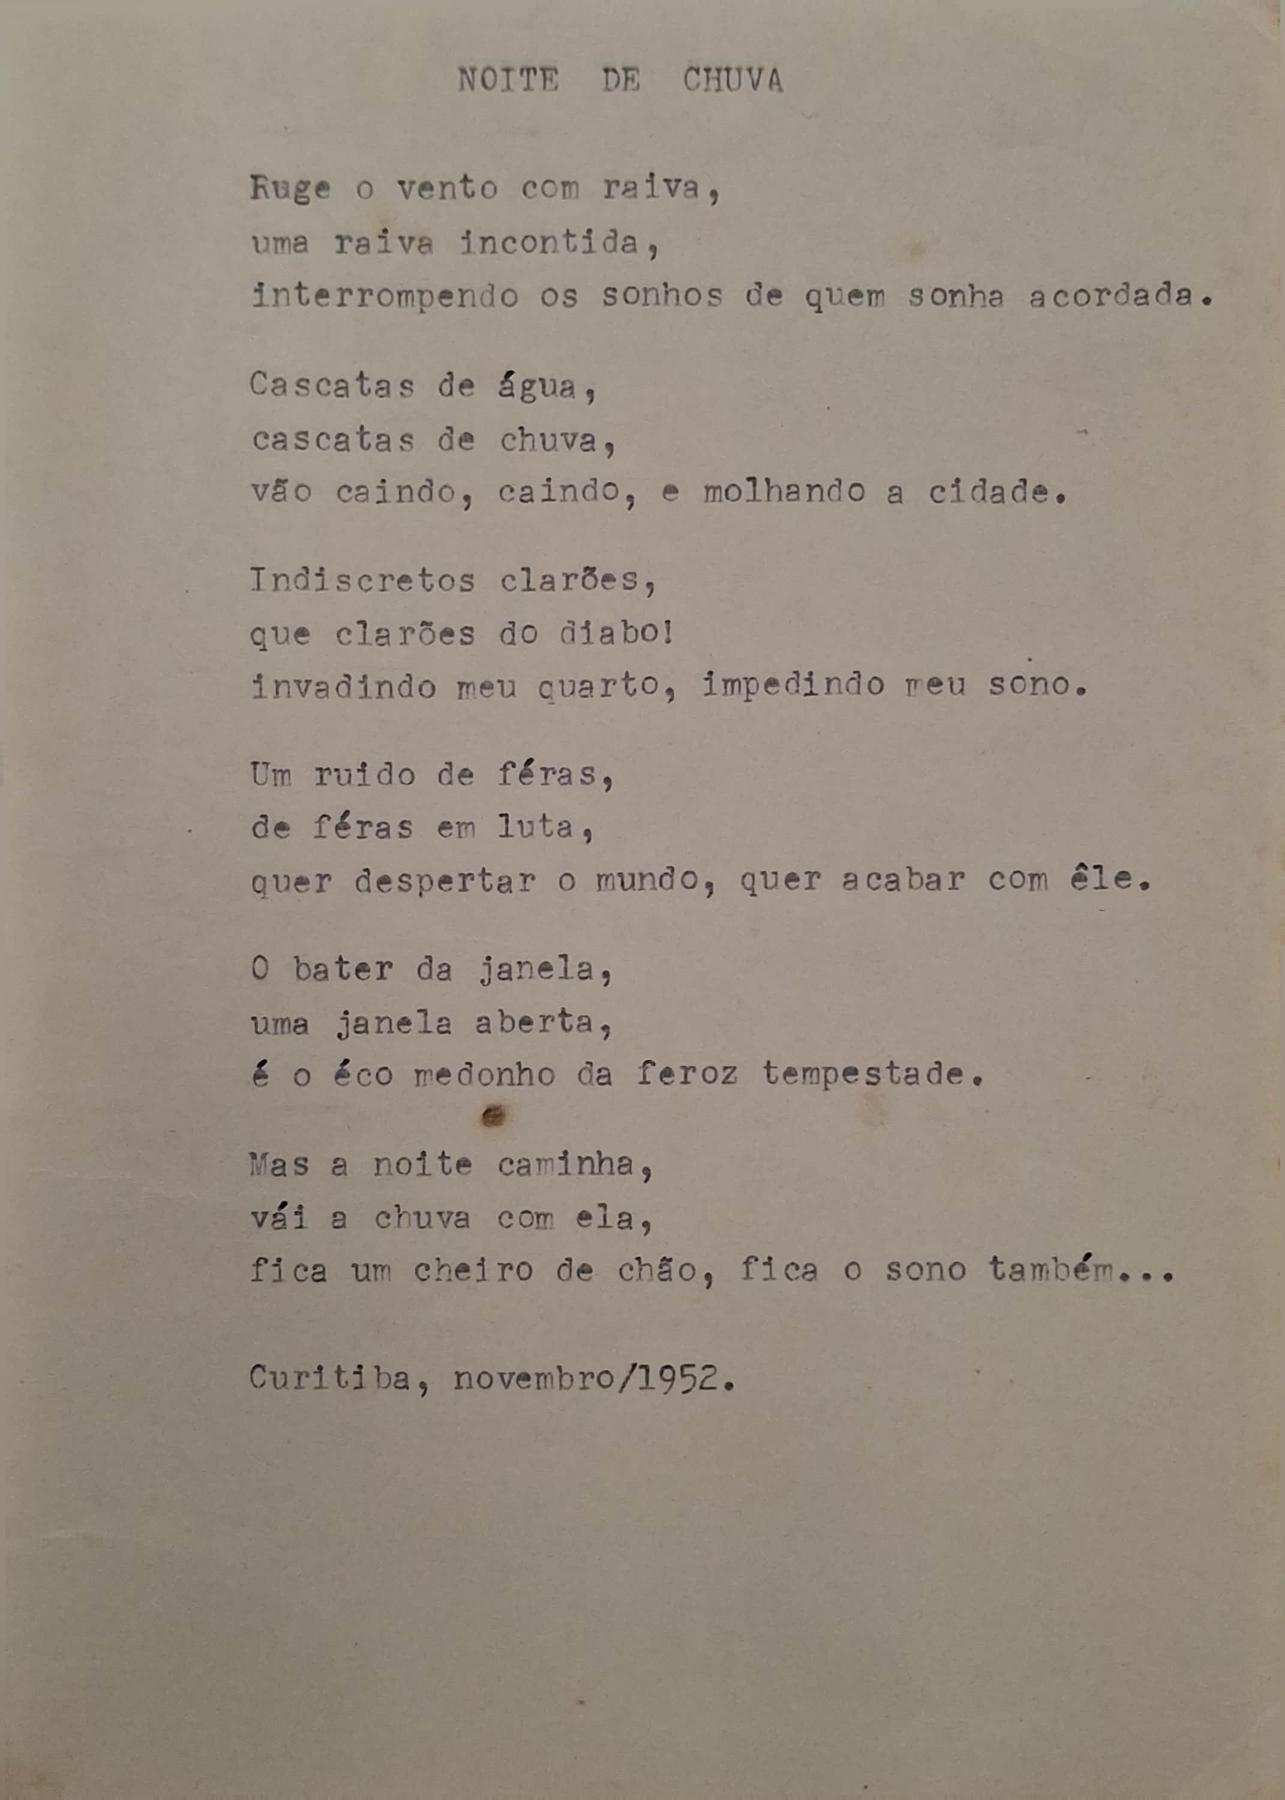 NOITE DE CHUVA
Ruge o vento com raiva,
uma raiva incontida,
interrompendo os sonhos de quem sonha acordada.
Cascatas de água,
cascatas de chuva,
vão caindo, caindo, e molhando a cidade.
Indiscretos clarões,
que clarões do diabo!
invadindo meu quarto, impedindo meu sono.
Um ruido de féras,
de féras em luta,
quer despertar o mundo, quer acabar com êle.
O bater da janela,
uma janela aberta,
é o éco medonho da feroz tempestade.
Mas a noite caminha,
vái a chuva com ela,
fica um cheiro de chão, fica o sono também...
Curitiba, novembro/1952.